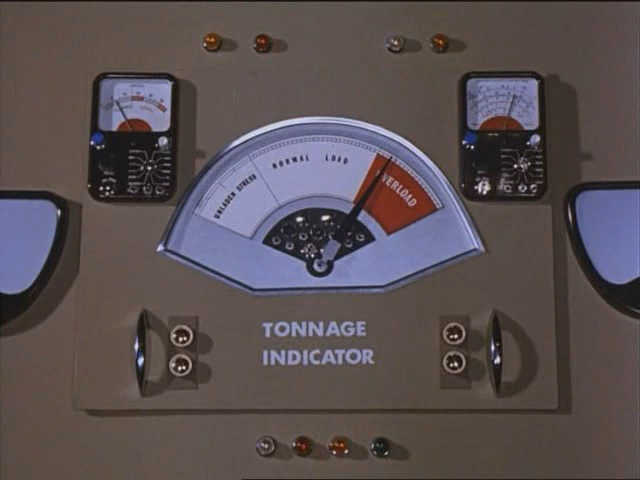 UNLADEN STRESS
NORMAL LOAD
OVERLOAD
TONNAGE
INDICATOR